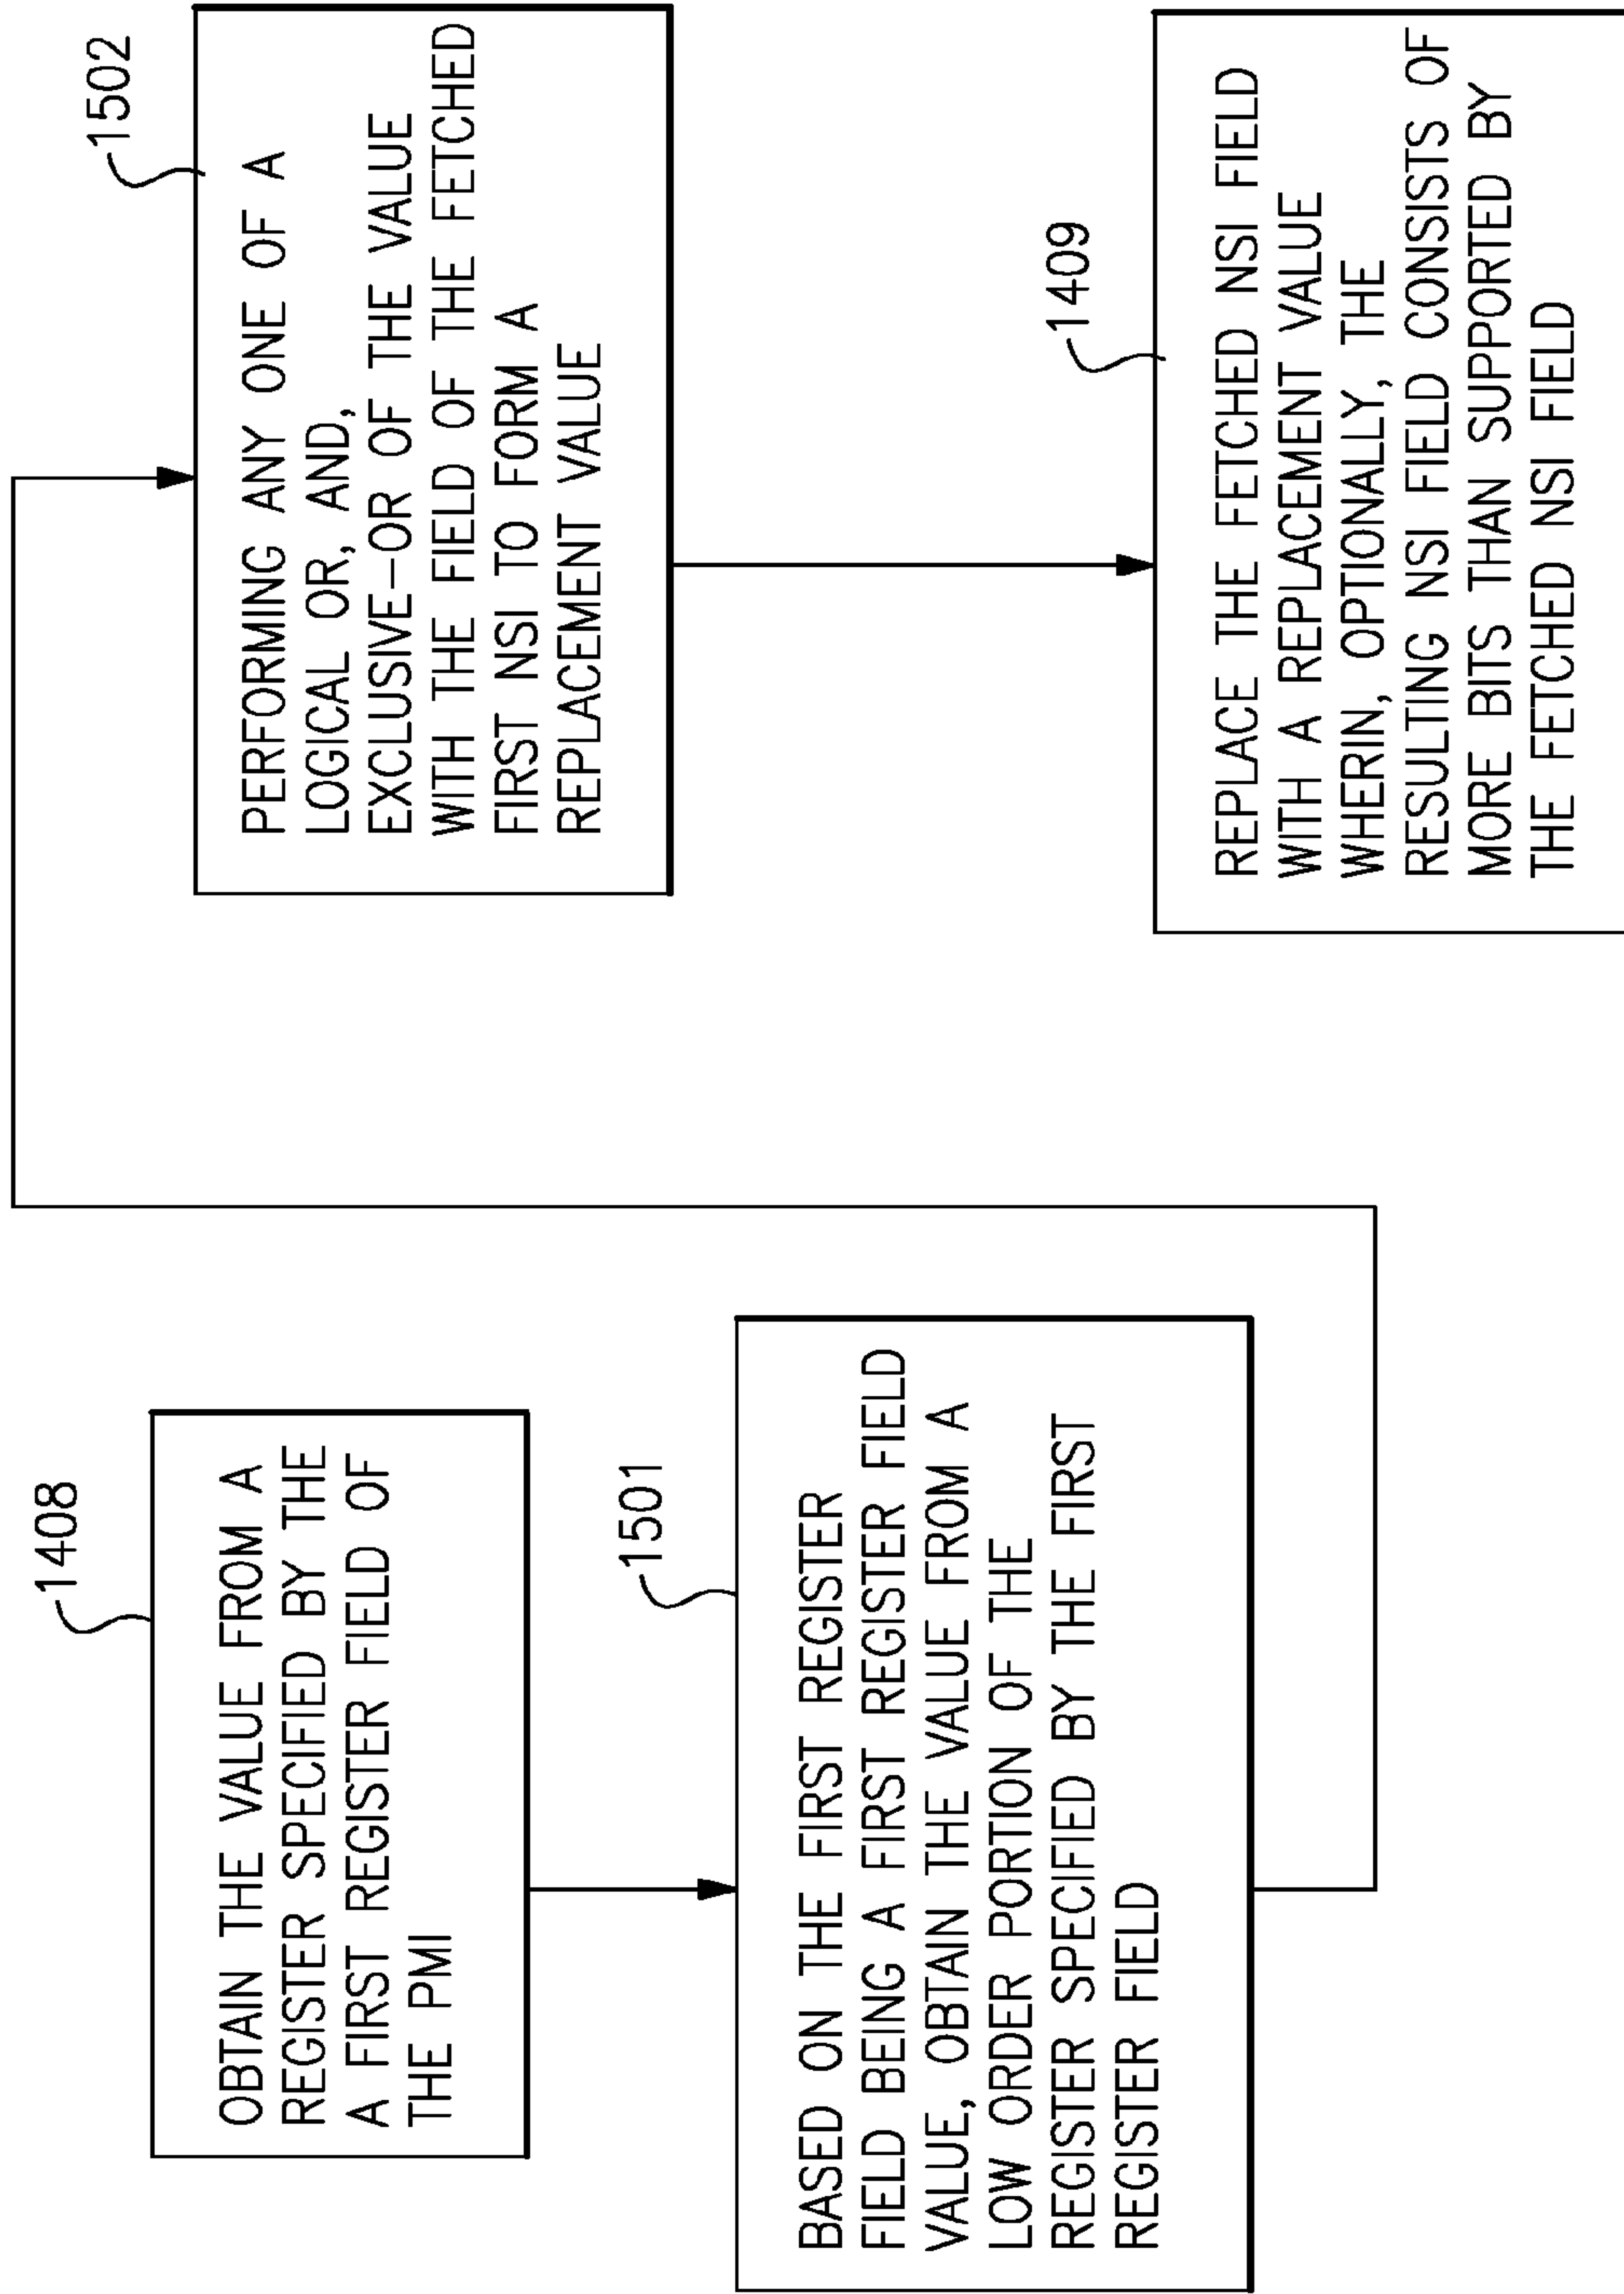 1408
OBTAIN THE VALUE FROM A
REGISTER SPECIFIED BY THE
A FIRST REGISTER FIELD OF
THE PMI
1501
BASED ON THE FIRST REGISTER
FIELD BEING A FIRST REGISTER FIELD
VALUE, OBTAIN THE VALUE FROM A
LOW ORDER PORTION OF THE
REGISTER SPECIFIED BY THE FIRST
REGISTER FIELD
1502
PERFORMING ANY ONE OF A
LOGICAL OR, AND,
EXCLUSIVE-OR OF THE VALUE
WITH THE FIELD OF THE FETCHED
FIRST NSI TO FORM A
REPLACEMENT VALUE
1409
REPLACE THE FETCHED NSI FIELD
WITH A REPLACEMENT VALUE
WHERIN, OPTIONALLY, THE
RESULTING NSI FIELD CONSISTS OF
MORE BITS THAN SUPPORTED BY
THE FETCHED NSI FIELD